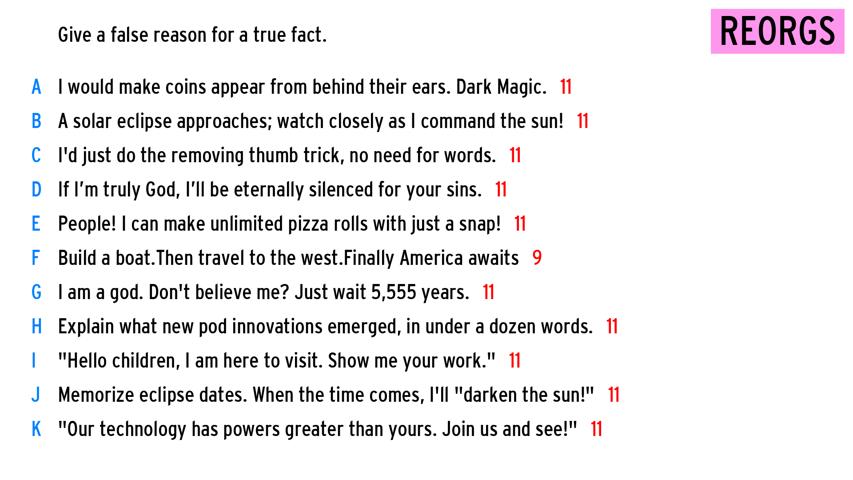 Give a false reason for a true fact.
REORGS
A I would make coins appear from behind their ears. Dark Magic. 11
B A solar eclipse approaches; watch closely as I command the sun! 11
C I'd just do the removing thumb trick, no need for words. 11
D If I’m truly God, I’ll be eternally silenced for your sins. 11
E People! I can make unlimited pizza rolls with just a snap! 11
F Build a boat.Then travel to the west.Finally America awaits 9
G I am a god. Don't believe me? Just wait 5,555 years. 11
H Explain what new pod innovations emerged, in under a dozen words. 11
I "Hello children, I am here to visit. Show me your work." 11
J Memorize eclipse dates. When the time comes, I'll "darken the sun!" 11
K "Our technology has powers greater than yours. Join us and see!" 11